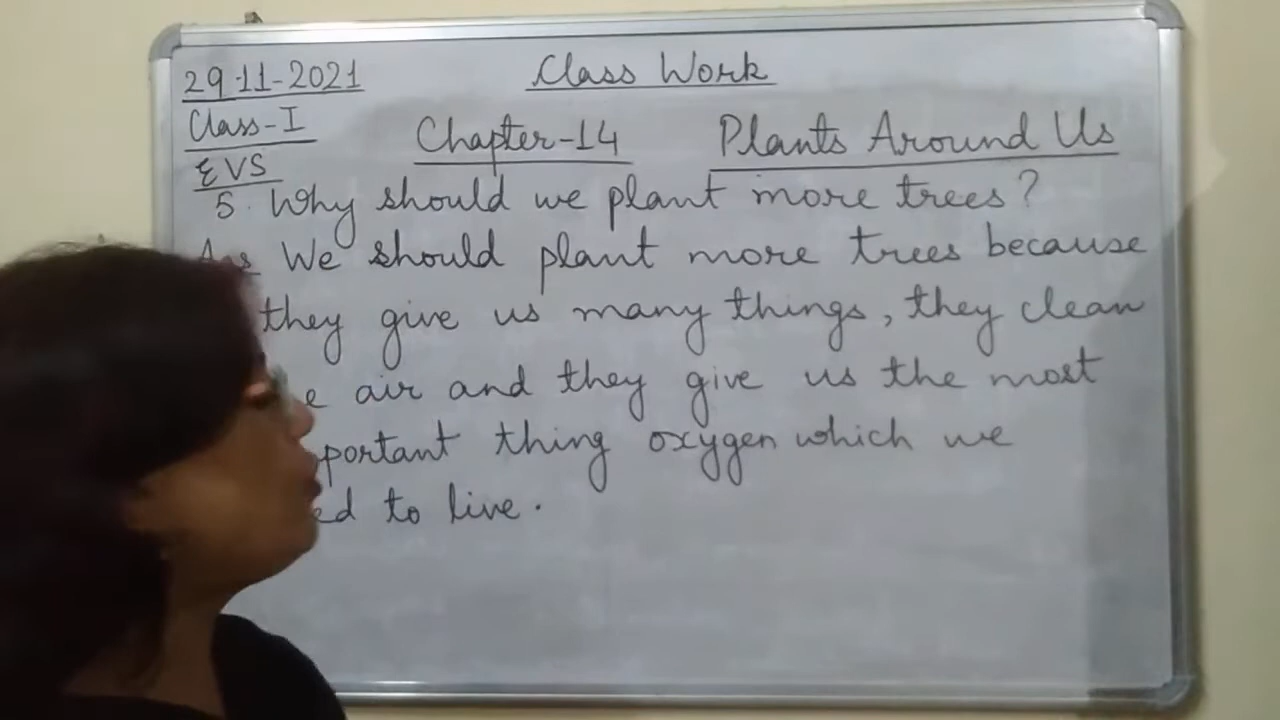 29-11-2021 Class Work
Class-I
Chapter-14 Plants Around Us
EVS
5. Why should we plant more trees?
Ans We should plant more trees because
they give us many things, they clean
air and they give us the most
thing oxygen which we
to live.